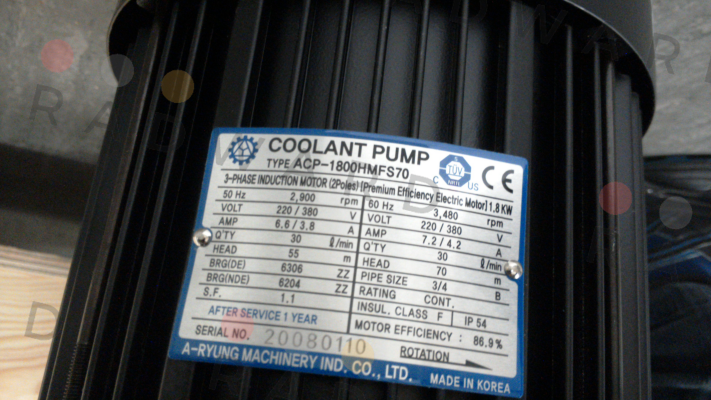 COOLANT PUMP
TYPE ACP-1800HMFS70
TÜV
C US
CE
3-PHASE INDUCTION MOTOR (2Poles) [Premium Efficiency Electric Motor] 1.8 KW
50 Hz 2,900 rpm 60 Hz 3,480 rpm
VOLT 220 / 380 V VOLT 220 / 380 V
AMP 6.6 / 3.8 A AMP 7.2 / 4.2 A
Q'TY 30 ℓ/min Q'TY 30 ℓ/min
HEAD 55 m HEAD 70 m
BRG(DE) 6306 ZZ PIPE SIZE 3/4 B
BRG(NDE) 6204 ZZ RATING CONT.
S.F. 1.1 INSUL. CLASS F IP 54
AFTER SERVICE 1 YEAR MOTOR EFFICIENCY : 86.9%
SERIAL NO. 20080110 ROTATION
A-RYUNG MACHINERY IND. CO., LTD. MADE IN KOREA